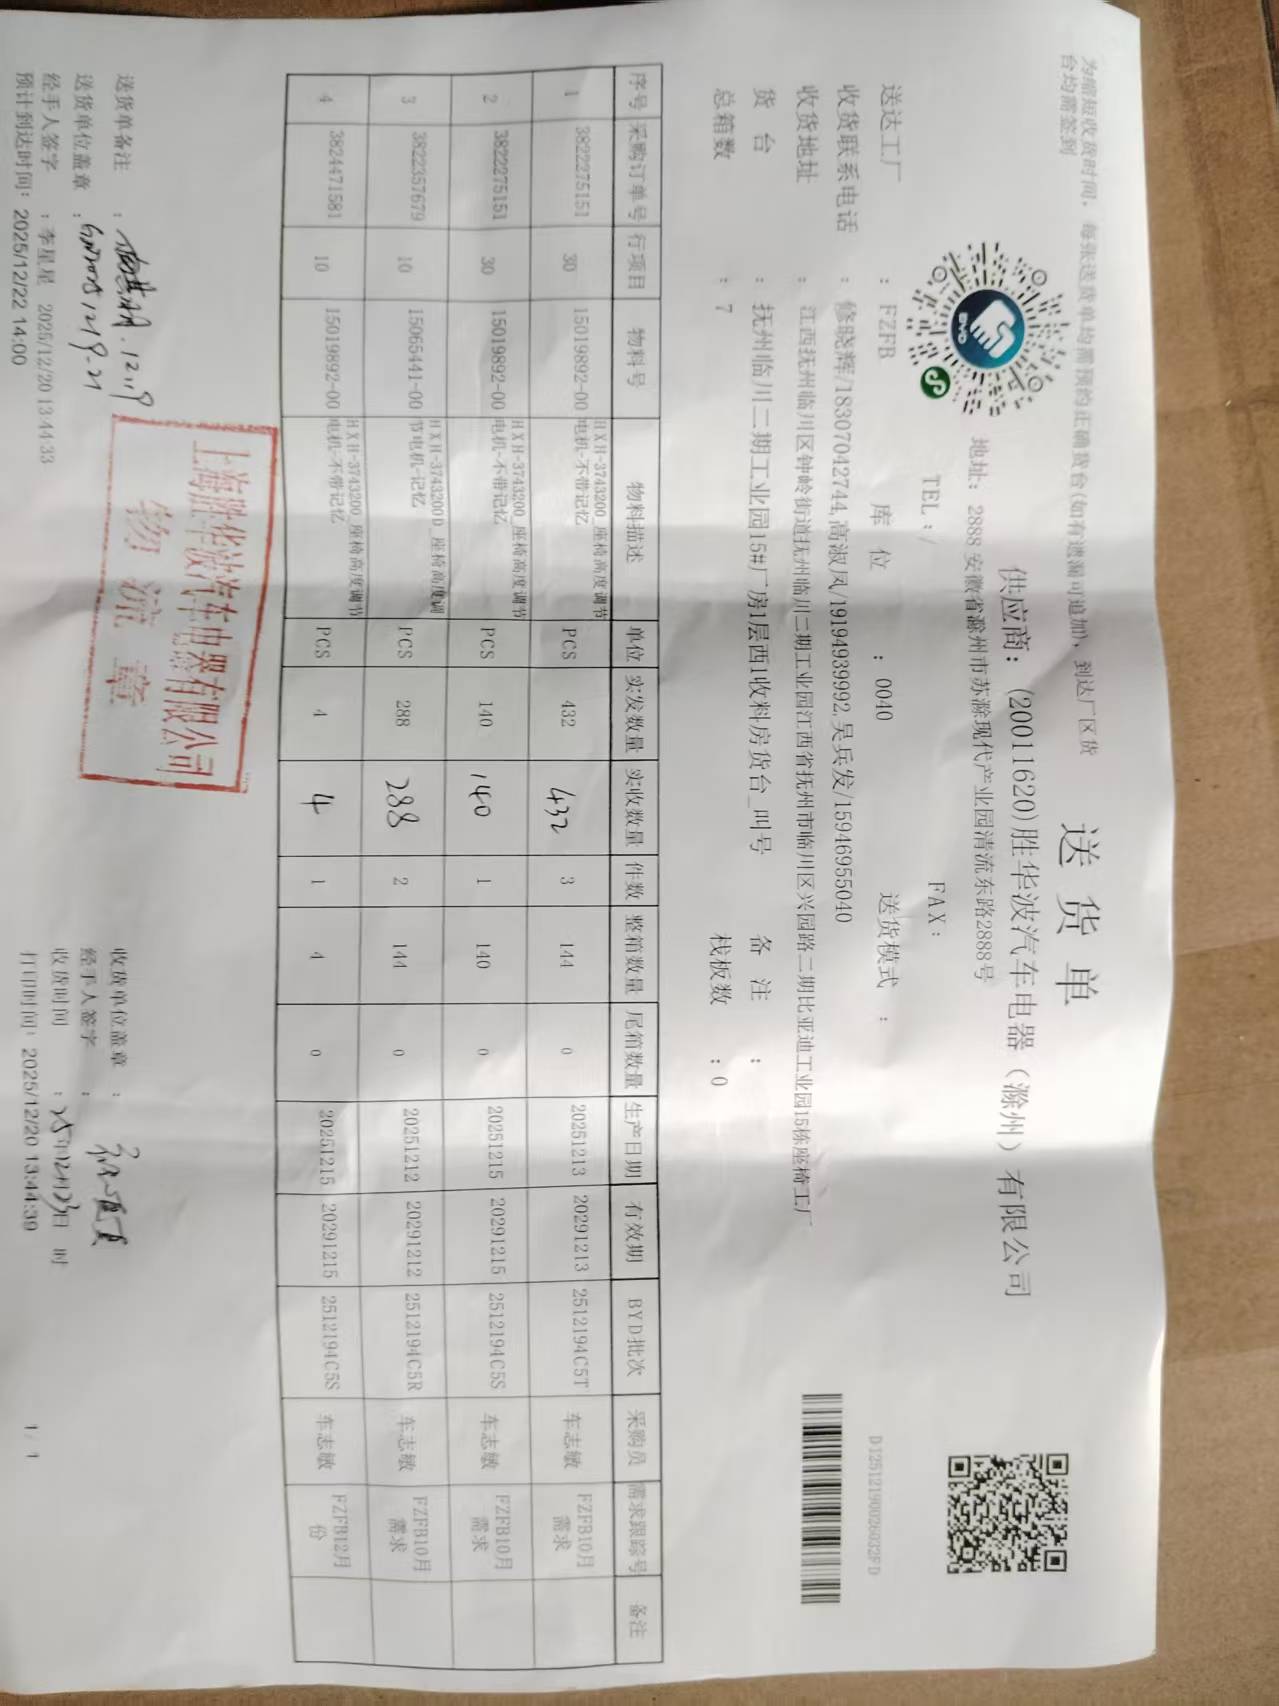 为缩短收货时间，每张送货单均需预约正确货台(如有遗漏可追加)，到达厂区货
台均需签到
送 货 单
供应商：(20011620)胜华波汽车电器（滁州）有限公司
地址：2888 安徽省滁州市苏滁现代产业园清流东路2888号
TEL：/ FAX：
BYD
D12512190026032FD
送达工厂 ：FZFB 库 位 ：0040 送货模式 ：
收货联系电话 ：修晓辉/18307042744,高淑凤/19194939992,吴兵发/15946955040
收货地址 ：江西抚州临川区钟岭街道抚州临川二期工业园江西省抚州市临川区兴园路二期比亚迪工业园15栋座椅工厂
货 台 ：抚州临川二期工业园15#厂房1层西1收料房货台_叫号 备 注 ：
总箱数 ：7 栈板数 ：0
序号 采购订单号 行项目 物料号 物料描述 单位 实发数量 实收数量 件数 整箱数量 尾箱数量 生产日期 有效期 BYD批次 采购员 需求跟踪号 备注
1 3822275151 30 15019892-00 HXH-3743200_座椅高度调节电机-不带记忆 PCS 432 432 3 144 0 20251213 20291213 2512194C5T 车志敏 FZFB10月需求
2 3822275151 30 15019892-00 HXH-3743200_座椅高度调节电机-不带记忆 PCS 140 140 1 140 0 20251215 20291215 2512194C5S 车志敏 FZFB10月需求
3 3822357679 10 15065441-00 HXH-3743200D_座椅高度调节电机-记忆 PCS 288 288 2 144 0 20251212 20291212 2512194C5R 车志敏 FZFB10月需求
4 3824471581 10 15019892-00 HXH-3743200_座椅高度调节电机-不带记忆 PCS 4 4 1 4 0 20251215 20291215 2512194C5S 车志敏 FZFB12月份
送货单备注 ：
12.19
送货单位盖章 ：
上海胜华波汽车电器有限公司
物流章
收货单位盖章 ：
经手人签字 ：李星星 2025/12/20 13:44:33
经手人签字 ：
收货时间 ：25年12月23日 时
预计到达时间：2025/12/22 14:00
打印时间：2025/12/20 13:44:39
1/ 1